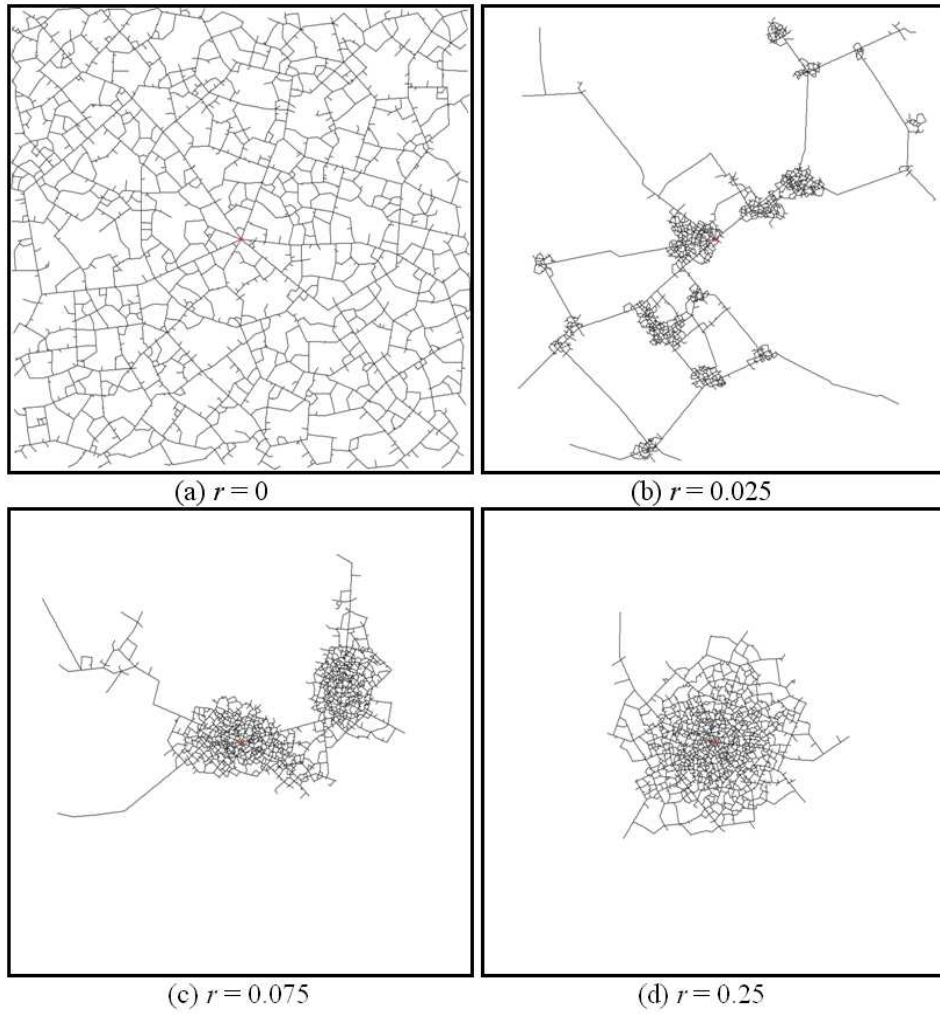 (a) r = 0
(b) r = 0.025
(c) r = 0.075
(d) r = 0.25